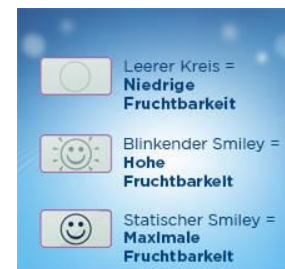 Leerer Kreis =
Niedrige
Fruchtbarkeit
Blinkender Smiley =
Hohe
Fruchtbarkeit
Statischer Smiley =
Maximale
Fruchtbarkeit